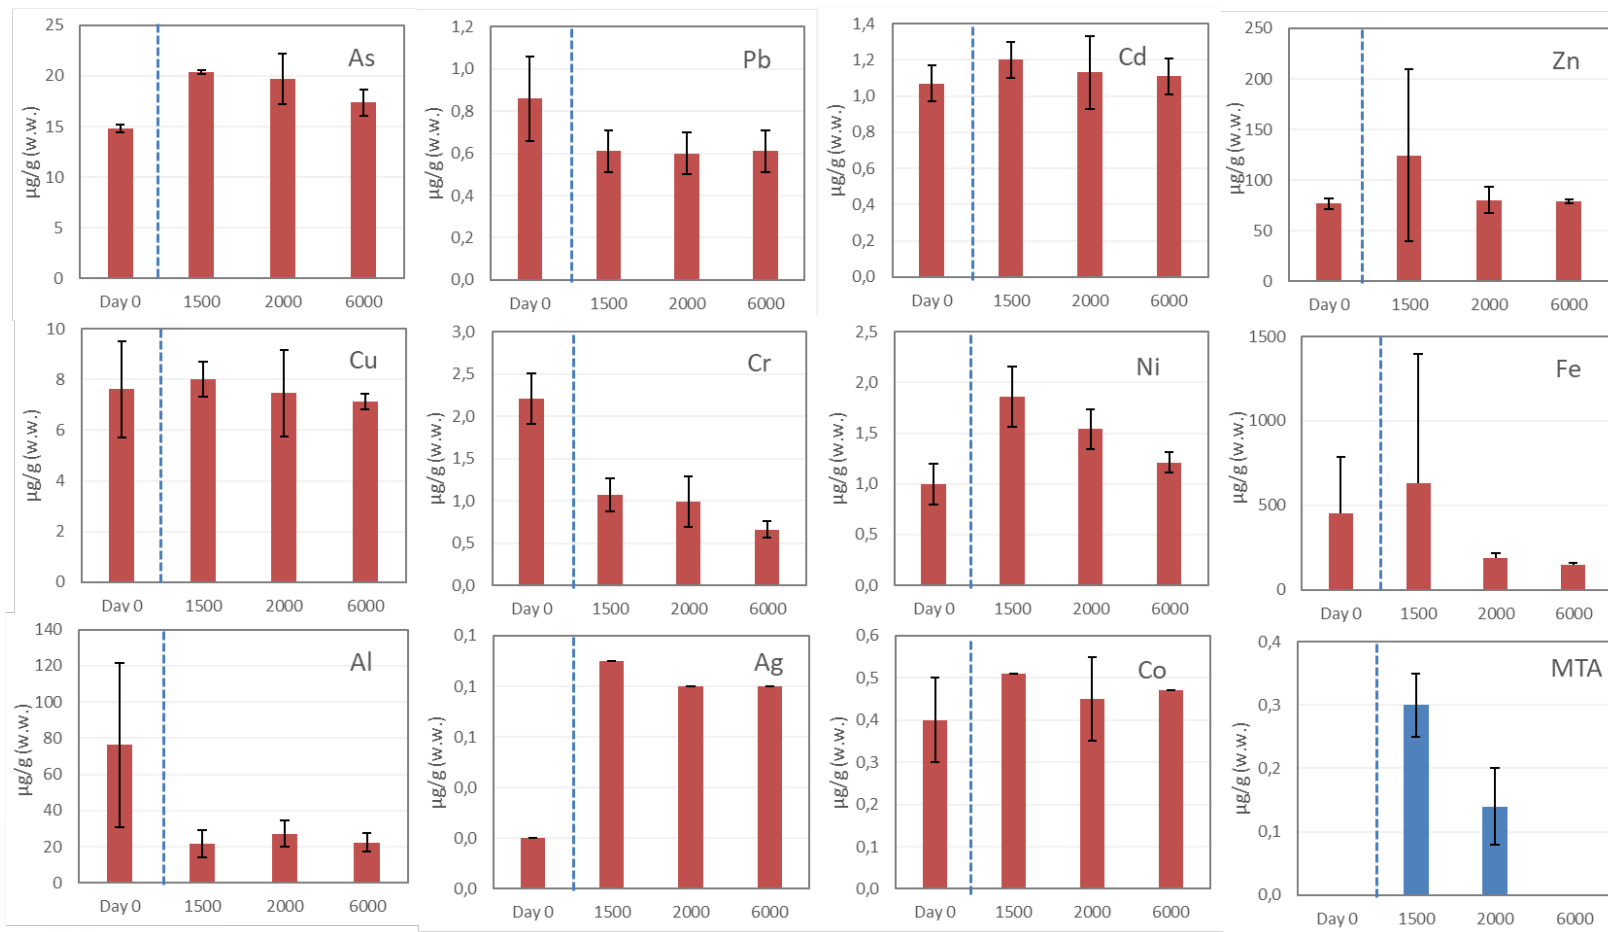 As
µg/g (w.w.)
25
20
15
10
5
0
Day 0 1500 2000 6000
Pb
µg/g (w.w.)
1,2
1,0
0,8
0,6
0,4
0,2
0,0
Day 0 1500 2000 6000
Cd
µg/g (w.w.)
1,4
1,2
1,0
0,8
0,6
0,4
0,2
0,0
Day 0 1500 2000 6000
Zn
µg/g (w.w.)
250
200
150
100
50
0
Day 0 1500 2000 6000
Cu
µg/g (w.w.)
10
8
6
4
2
0
Day 0 1500 2000 6000
Cr
µg/g (w.w.)
3,0
2,5
2,0
1,5
1,0
0,5
0,0
Day 0 1500 2000 6000
Ni
µg/g (w.w.)
2,5
2,0
1,5
1,0
0,5
0,0
Day 0 1500 2000 6000
Fe
µg/g (w.w.)
1500
1000
500
0
Day 0 1500 2000 6000
Al
µg/g (w.w.)
140
120
100
80
60
40
20
0
Day 0 1500 2000 6000
Ag
µg/g (w.w.)
0,1
0,1
0,1
0,0
0,0
0,0
Day 0 1500 2000 6000
Co
µg/g (w.w.)
0,6
0,5
0,5
0,4
0,3
0,2
0,1
0,0
Day 0 1500 2000 6000
MTA
µg/g (w.w.)
0,4
0,3
0,2
0,1
0,0
Day 0 1500 2000 6000